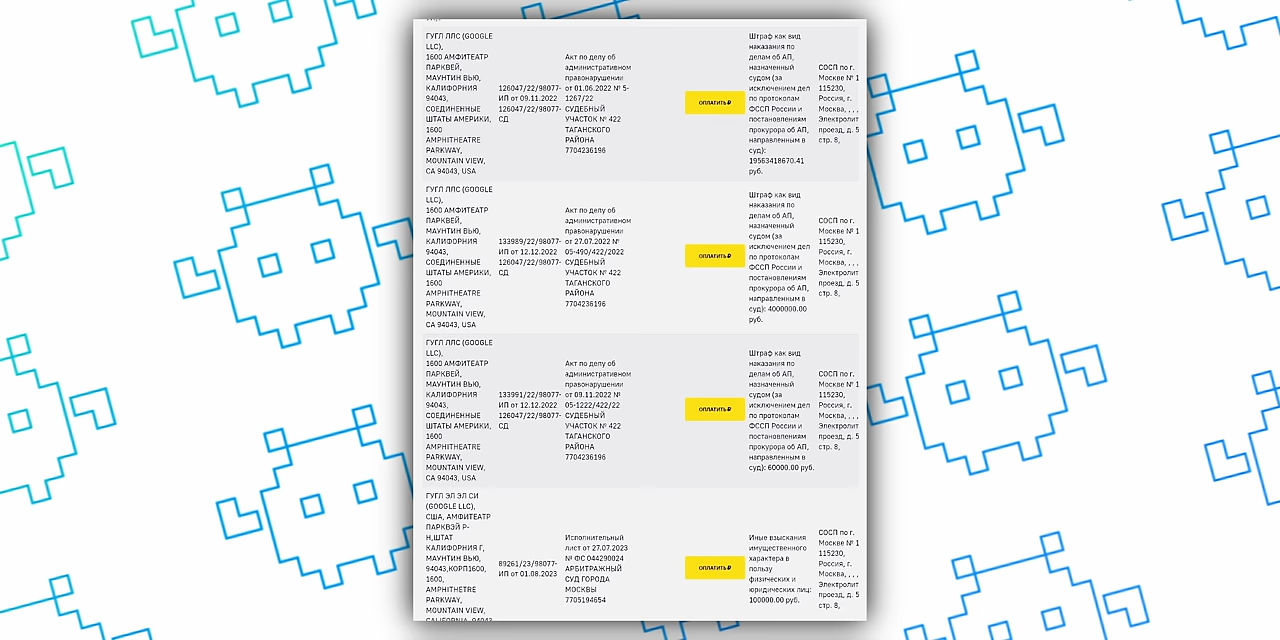 ГУГЛ ЛЛС (GOOGLE
LLC),
1600 АМФИТЕАТР
ПАРКВЕЙ,
МАУНТИН ВЬЮ,
КАЛИФОРНИЯ
94043,
СОЕДИНЕННЫЕ
ШТАТЫ АМЕРИКИ,
1600
AMPHITHEATRE
PARKWAY,
MOUNTAIN VIEW,
CA 94043, USA
126047/22/98077-
ИП от 09.11.2022
126047/22/98077-
СД
Акт по делу об
административном
правонарушении
от 01.06.2022 № 5-
1267/22
СУДЕБНЫЙ
УЧАСТОК № 422
ТАГАНСКОГО
РАЙОНА
7704236196
ОПЛАТИТЬ ₽
Штраф как вид
наказания по
делам об АП,
назначенный
судом (за
исключением дел
по протоколам
ФССП России и
постановлениям
прокурора об АП,
направленным в
суд):
19563418670.41
руб.
СОСП по г.
Москве № 1
115230,
Россия, г.
Москва, , , ,
Электролит
проезд, д. 5
стр. 8,
ГУГЛ ЛЛС (GOOGLE
LLC),
1600 АМФИТЕАТР
ПАРКВЕЙ,
МАУНТИН ВЬЮ,
КАЛИФОРНИЯ
94043,
СОЕДИНЕННЫЕ
ШТАТЫ АМЕРИКИ,
1600
AMPHITHEATRE
PARKWAY,
MOUNTAIN VIEW,
CA 94043, USA
133989/22/98077-
ИП от 12.12.2022
126047/22/98077-
СД
Акт по делу об
административном
правонарушении
от 27.07.2022 №
05-490/422/2022
СУДЕБНЫЙ
УЧАСТОК № 422
ТАГАНСКОГО
РАЙОНА
7704236196
ОПЛАТИТЬ ₽
Штраф как вид
наказания по
делам об АП,
назначенный
судом (за
исключением дел
по протоколам
ФССП России и
постановлениям
прокурора об АП,
направленным в
суд): 4000000.00
руб.
СОСП по г.
Москве № 1
115230,
Россия, г.
Москва, , , ,
Электролит
проезд, д. 5
стр. 8,
ГУГЛ ЛЛС (GOOGLE
LLC),
1600 АМФИТЕАТР
ПАРКВЕЙ,
МАУНТИН ВЬЮ,
КАЛИФОРНИЯ
94043,
СОЕДИНЕННЫЕ
ШТАТЫ АМЕРИКИ,
1600
AMPHITHEATRE
PARKWAY,
MOUNTAIN VIEW,
CA 94043, USA
133991/22/98077-
ИП от 12.12.2022
126047/22/98077-
СД
Акт по делу об
административном
правонарушении
от 09.11.2022 №
05-1222/422/22
СУДЕБНЫЙ
УЧАСТОК № 422
ТАГАНСКОГО
РАЙОНА
7704236196
ОПЛАТИТЬ ₽
Штраф как вид
наказания по
делам об АП,
назначенный
судом (за
исключением дел
по протоколам
ФССП России и
постановлениям
прокурора об АП,
направленным в
суд): 60000.00 руб.
СОСП по г.
Москве № 1
115230,
Россия, г.
Москва, , , ,
Электролит
проезд, д. 5
стр. 8,
ГУГЛ ЭЛ ЭЛ СИ
(GOOGLE LLC),
США, АМФИТЕАТР
ПАРКВЭЙ Р-
Н,ШТАТ
КАЛИФОРНИЯ Г,
МАУНТИН ВЬЮ,
94043,КОРП1600,
1600,
AMPHITHETRE
PARKWAY,
MOUNTAIN VIEW,
CALIFORNIA, 94043
89261/23/98077-
ИП от 01.08.2023
Исполнительный
лист от 27.07.2023
№ ФС 044290024
АРБИТРАЖНЫЙ
СУД ГОРОДА
МОСКВЫ
7705194654
ОПЛАТИТЬ ₽
Иные взыскания
имущественного
характера в
пользу
физических и
юридических лиц:
100000.00 руб.
СОСП по г.
Москве № 1
115230,
Россия, г.
Москва, , , ,
Электролит
проезд, д. 5
стр. 8,